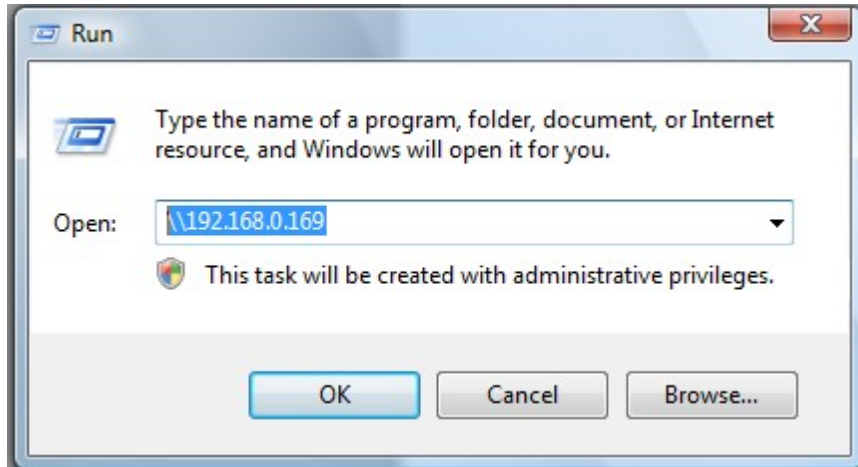 Run
Type the name of a program, folder, document, or Internet
resource, and Windows will open it for you.
Open: \\192.168.0.169
This task will be created with administrative privileges.
OK Cancel Browse...